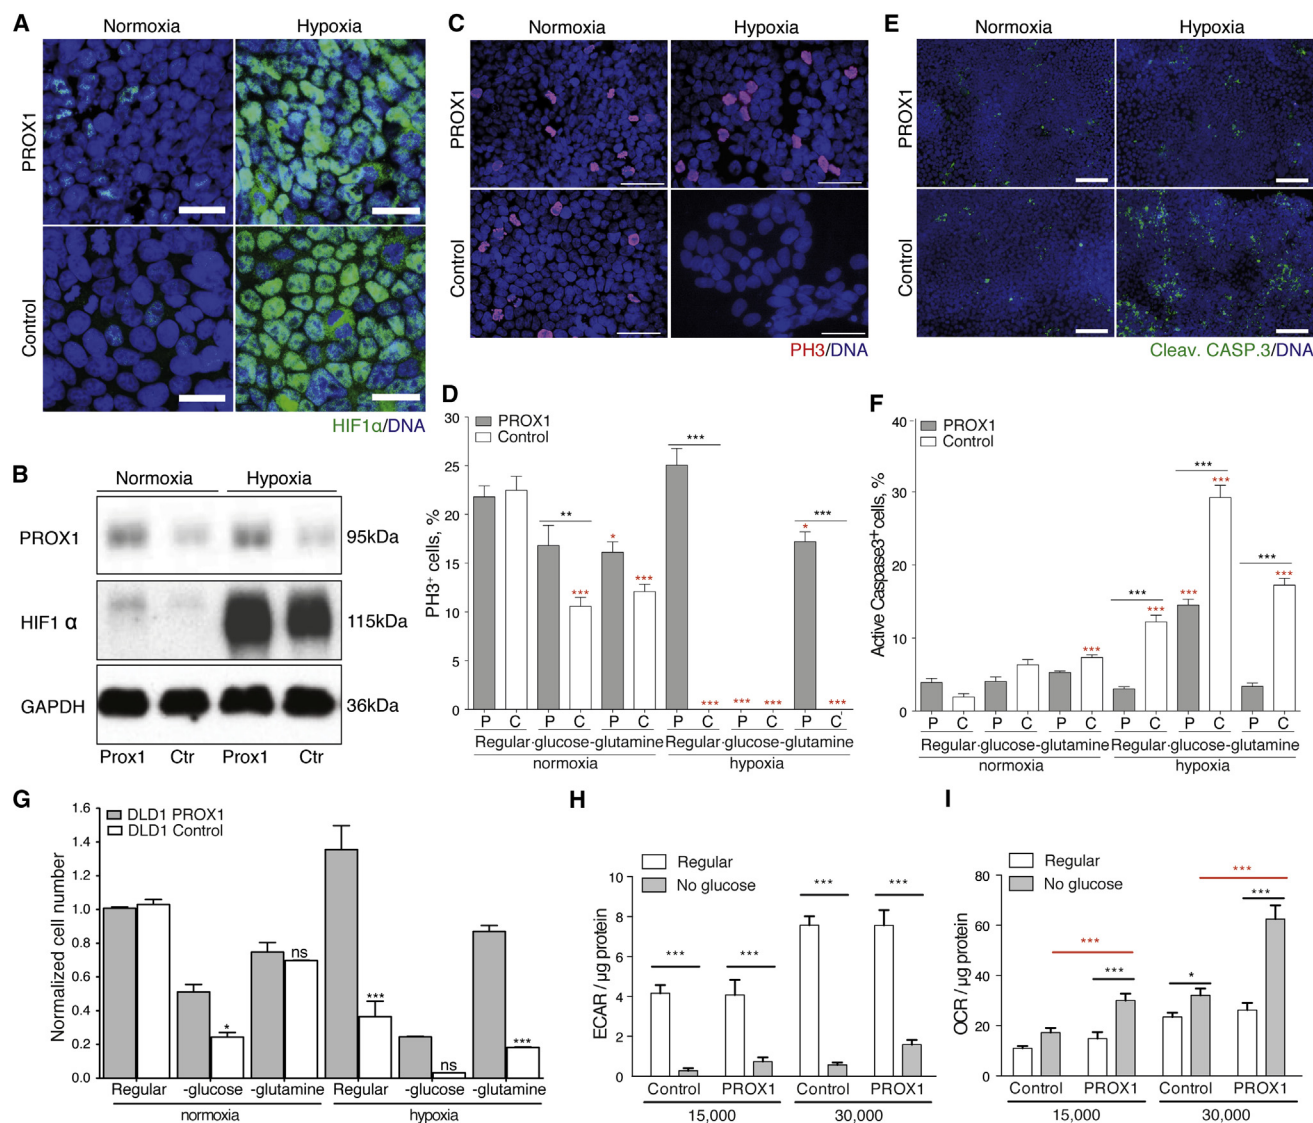 A
Normoxia
Hypoxia
PROX1
Control
HIF1α/DNA
B
Normoxia
Hypoxia
PROX1
95kDa
HIF1 α
115kDa
GAPDH
36kDa
Prox1
Ctr
Prox1
Ctr
C
Normoxia
Hypoxia
PROX1
Control
PH3/DNA
D
30
25
20
15
10
5
0
PH3+ cells, %
PROX1
Control
**
***
*
***
***
***
***
***
***
*
***
***
P C P C P C P C P C P C
Regular -glucose -glutamine Regular -glucose -glutamine
normoxia
hypoxia
E
Normoxia
Hypoxia
PROX1
Control
Cleav. CASP.3/DNA
F
40
30
20
10
0
Active Caspase3+cells, %
PROX1
Control
***
***
***
***
***
***
***
***
P C P C P C P C P C P C
Regular -glucose -glutamine Regular -glucose -glutamine
normoxia
hypoxia
G
1.6
1.4
1.2
1.0
0.8
0.6
0.4
0.2
0.0
Normalized cell number
DLD1 PROX1
DLD1 Control
*
ns
***
ns
***
Regular -glucose -glutamine Regular -glucose -glutamine
normoxia
hypoxia
H
Regular
No glucose
10
8
6
4
2
0
ECAR / µg protein
***
***
***
***
Control PROX1 Control PROX1
15,000
30,000
I
Regular
No glucose
80
60
40
20
0
OCR / µg protein
***
***
*
***
***
Control PROX1 Control PROX1
15,000
30,000